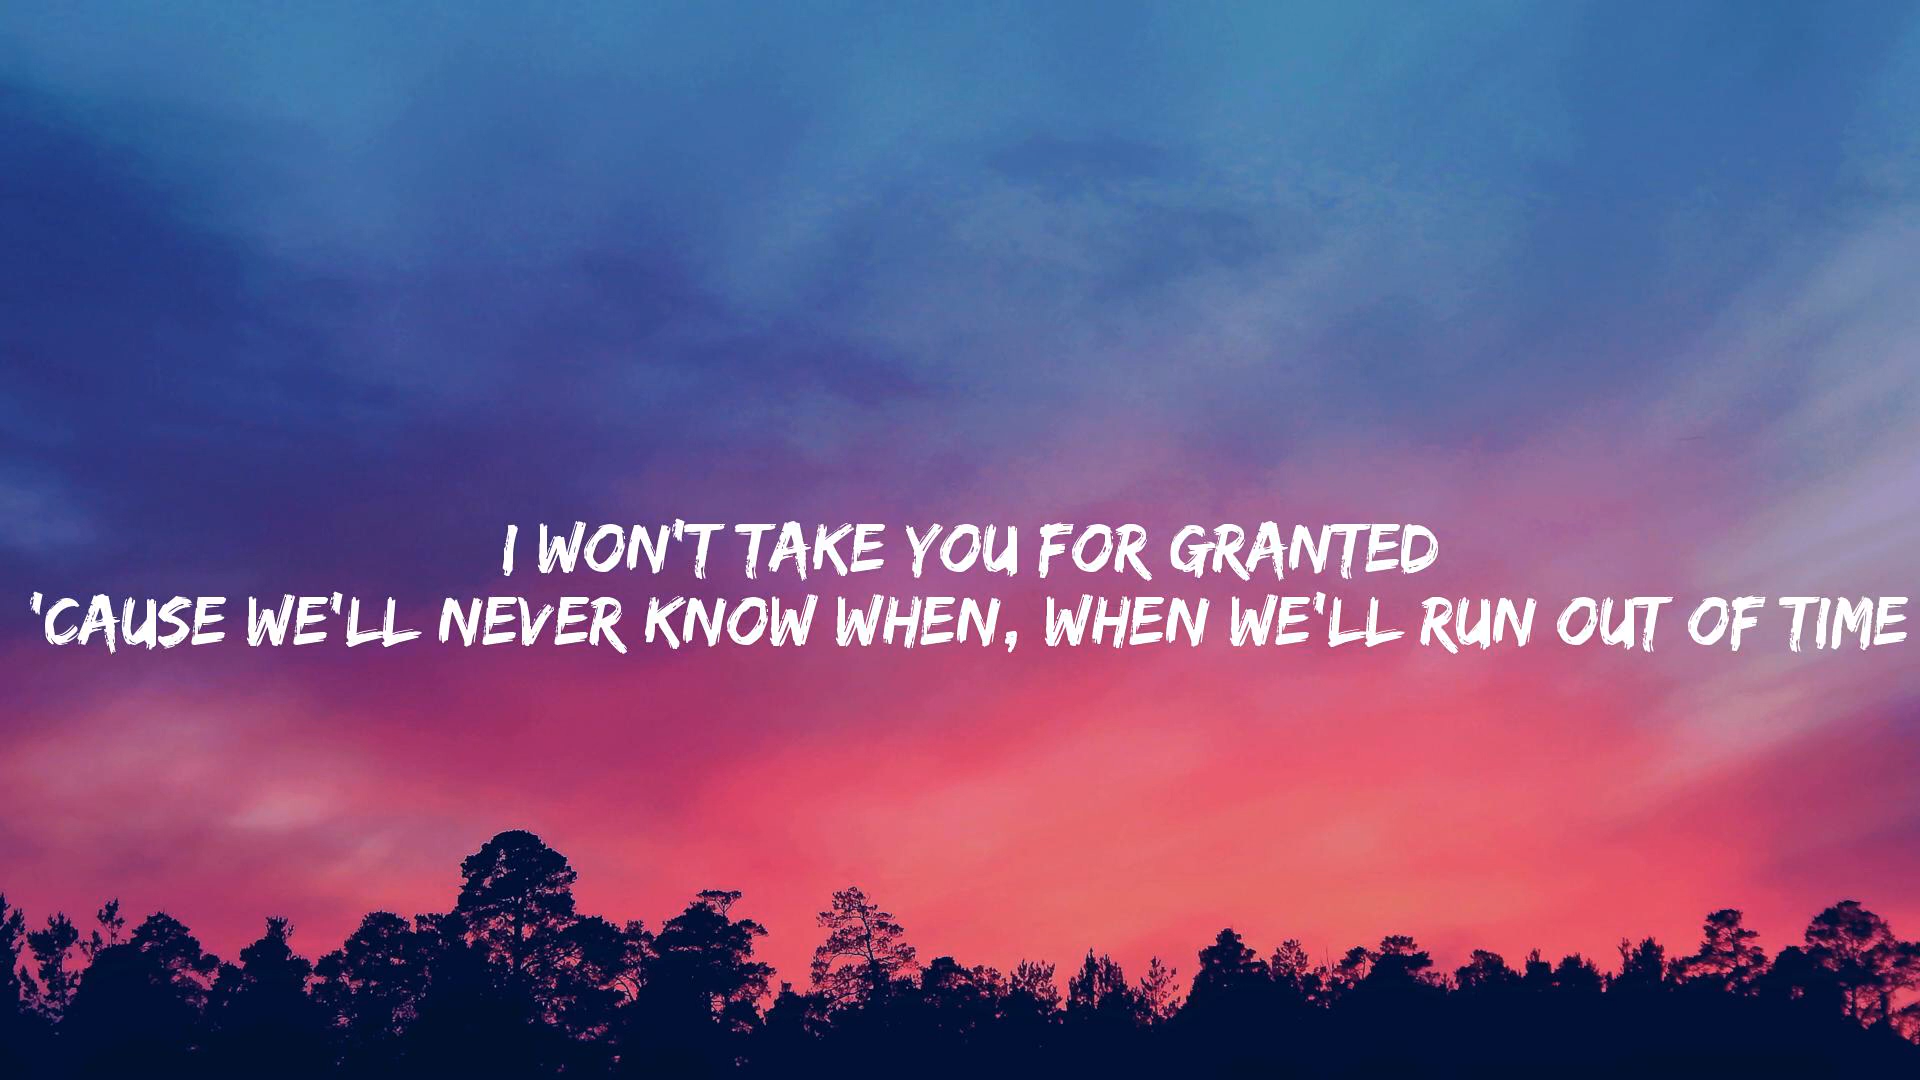 I WON'T TAKE YOU FOR GRANTED
'CAUSE WE'LL NEVER KNOW WHEN, WHEN WE'LL RUN OUT OF TIME